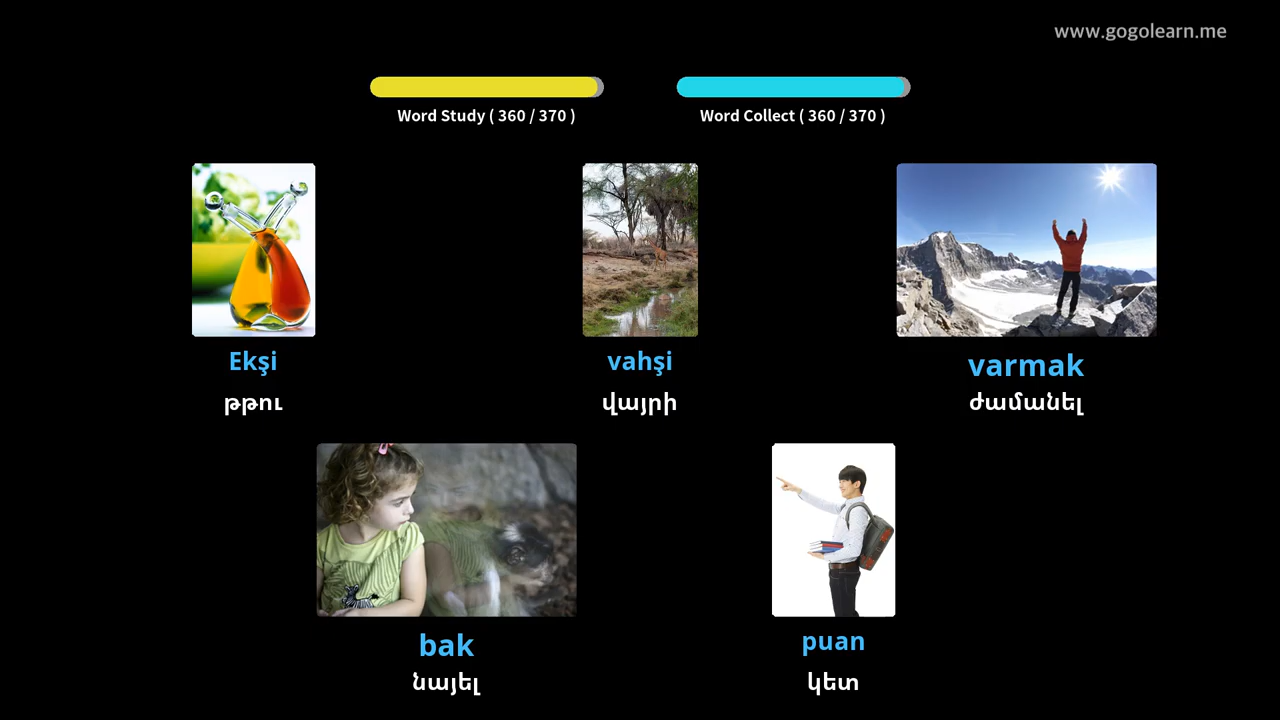 www.gogolearn.me
Word Study ( 360 / 370 )
Word Collect ( 360 / 370 )
Ekşi
թթու
vahşi
վայրի
varmak
ժամանել
bak
նայել
puan
կետ